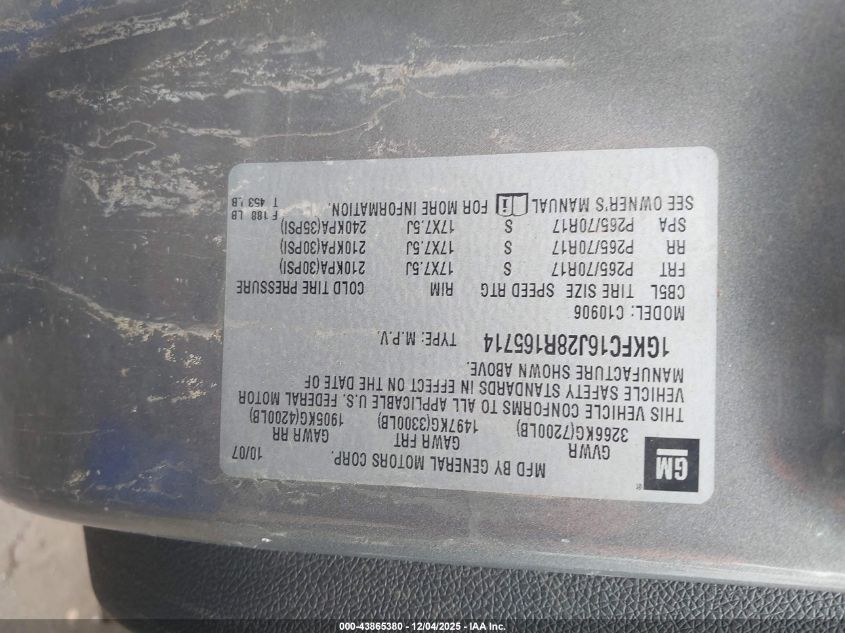 GM
MFD BY GENERAL MOTORS CORP. 10/07
GVWR GAWR FRT GAWR RR
3266KG(7200LB) 1497KG(3300LB) 1905KG(4200LB)
THIS VEHICLE CONFORMS TO ALL APPLICABLE U.S. FEDERAL MOTOR
VEHICLE SAFETY STANDARDS IN EFFECT ON THE DATE OF
MANUFACTURE SHOWN ABOVE.
1GKFC16J28R165714 TYPE: M.P.V.
MODEL: C10906
CB5L TIRE SIZE SPEED RTG RIM COLD TIRE PRESSURE
FRT P265/70R17 S 17X7.5J 210KPA(30PSI)
RR P265/70R17 S 17X7.5J 210KPA(30PSI)
SPA P265/70R17 S 17X7.5J 240KPA(35PSI)
SEE OWNER'S MANUAL FOR MORE INFORMATION.
F 188 LB
T 453 LB
000-43865380 - 12/04/2025 - IAA Inc.